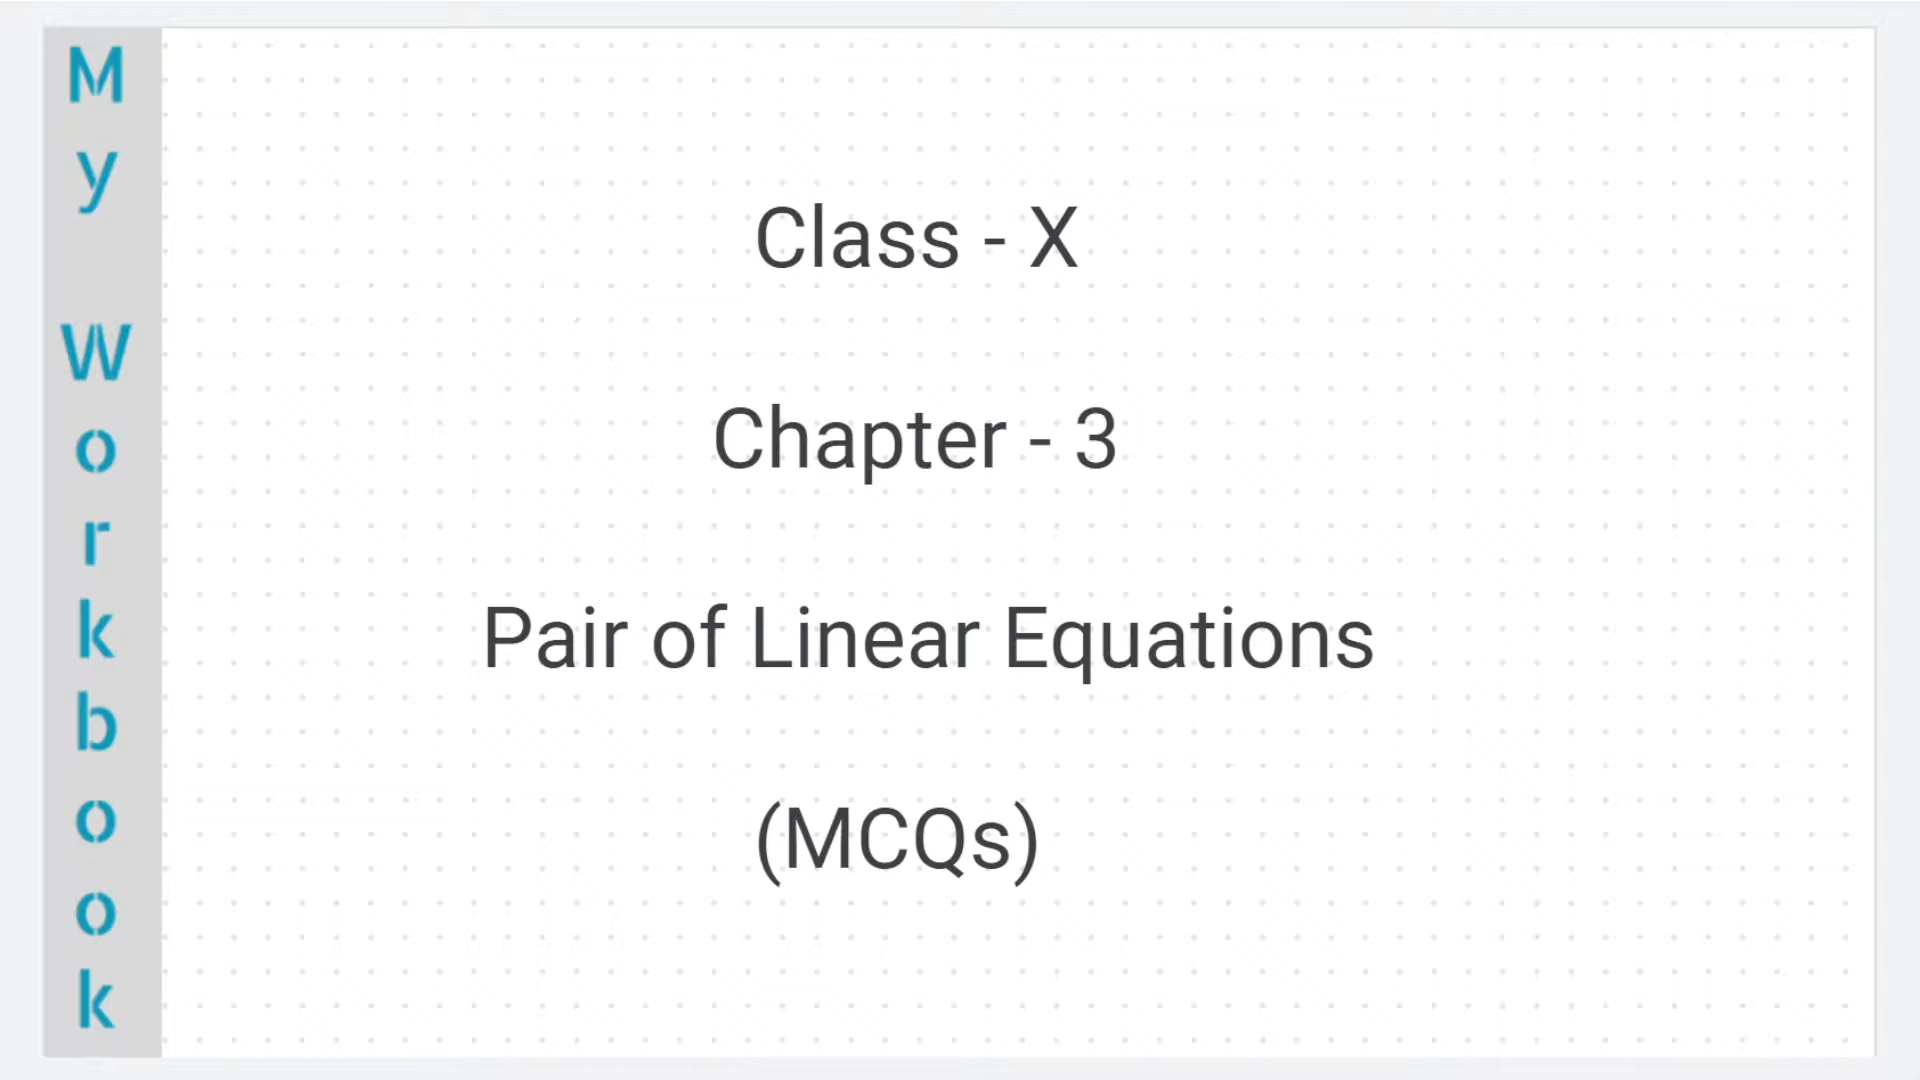 My Workbook
Class - X
Chapter - 3
Pair of Linear Equations
(MCQs)